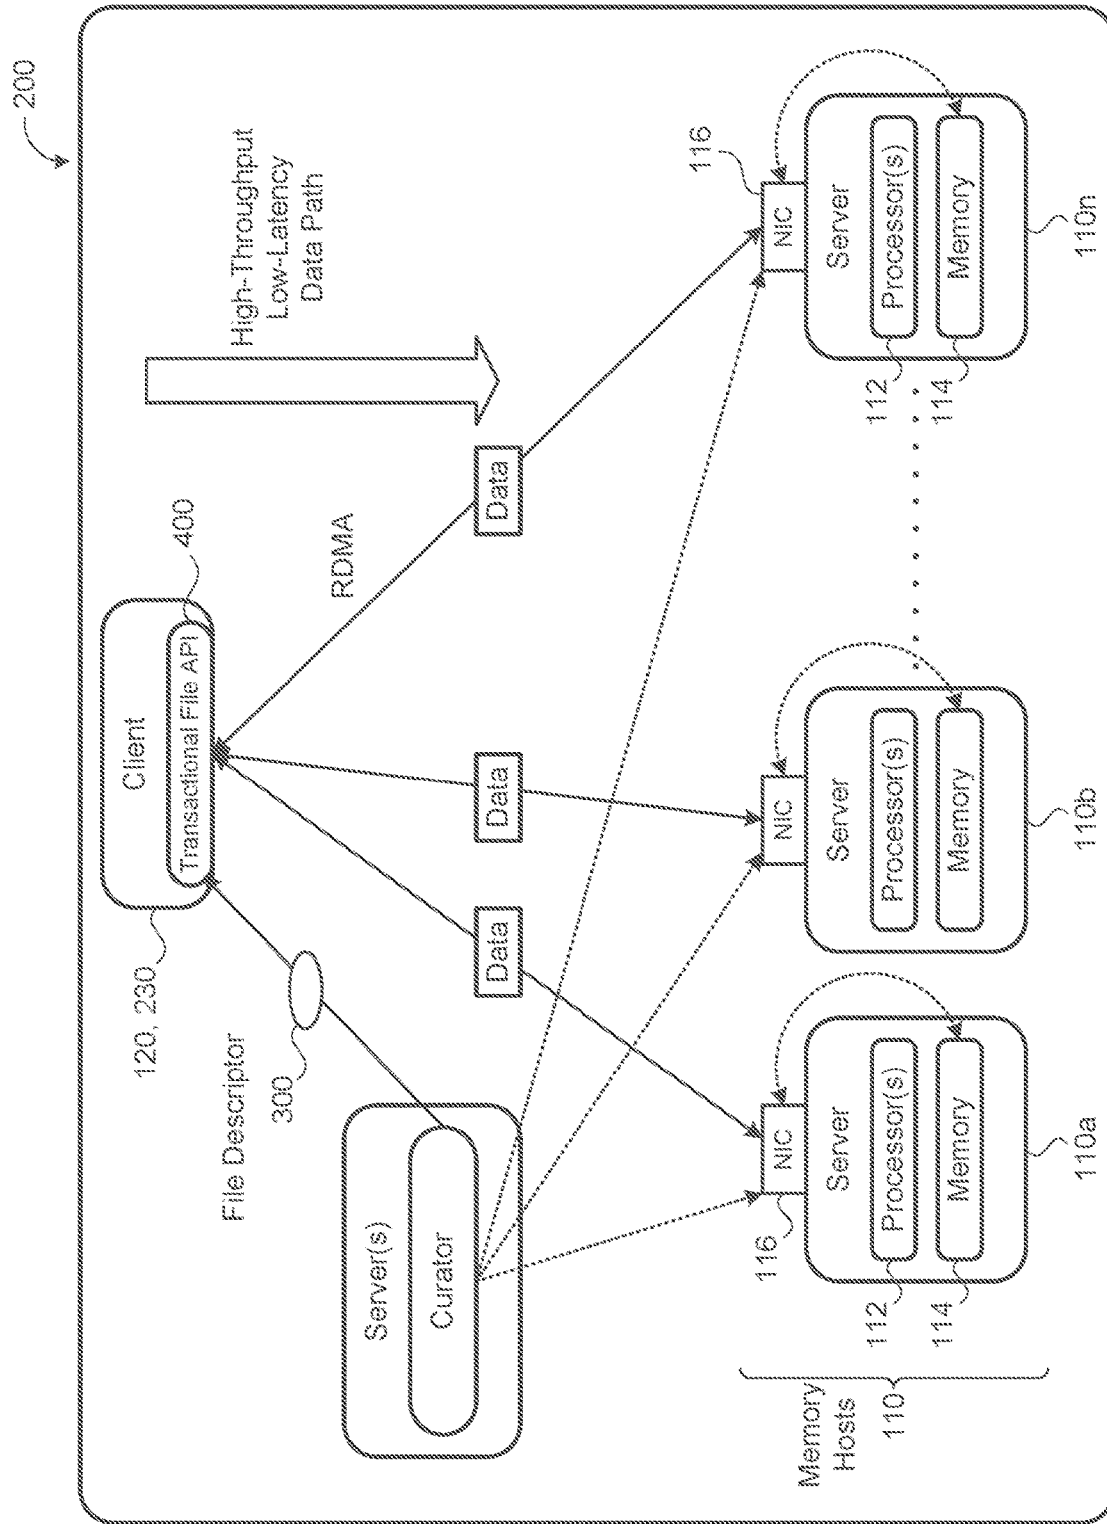 200
Client
Transactional File API
400
120, 230
File Descriptor
300
Server(s)
Curator
RDMA
High-Throughput
Low-Latency
Data Path
Data
Data
Data
Memory
Hosts
110
NIC
116
Server
Processor(s)
Memory
112
114
110a
NIC
Server
Processor(s)
Memory
110b
NIC
116
Server
Processor(s)
Memory
112
114
110n